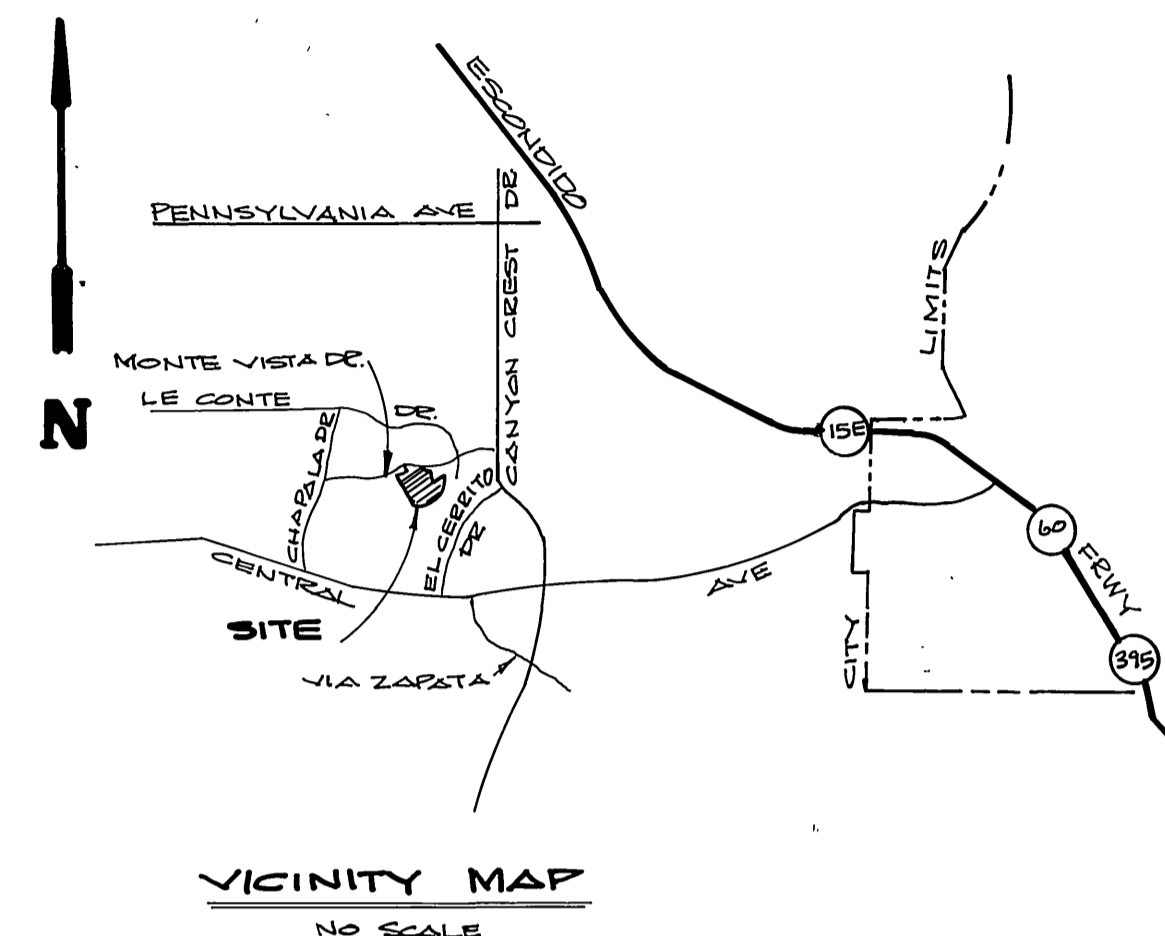 ESCONDIDO
PENNSYLVANIA AVE
CANYON CREST DR.
LIMITS
MONTE VISTA DR.
LE CONTE
DR.
N
CHAPALA DR
15E
EL CERRITO
DR
60
CENTRAL
AVE
FRWY
SITE
CITY
395
VIA ZAPATA
VICINITY MAP
NO SCALE